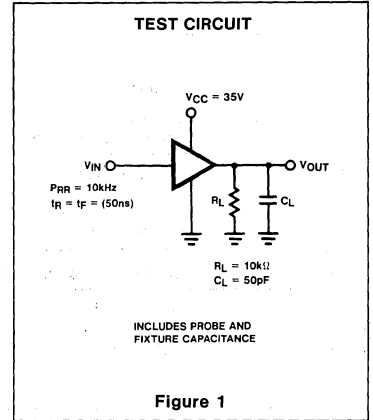 TEST CIRCUIT
VCC = 35V
VIN
VOUT
PRR = 10kHz
tR = tF = (50ns)
RL
CL
RL = 10kΩ
CL = 50pF
INCLUDES PROBE AND
FIXTURE CAPACITANCE
Figure 1